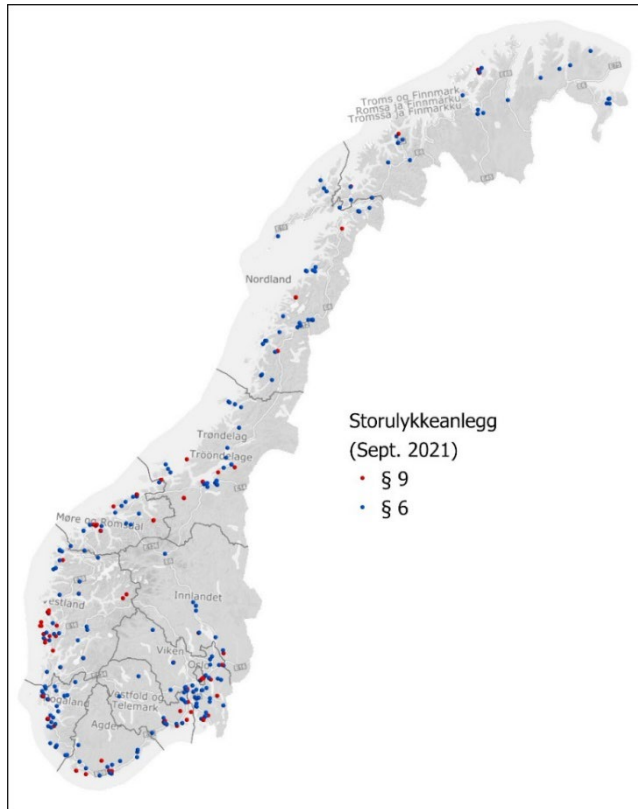 Troms og Finnmark
Romsa ja Finnmárku
Tromssa ja Finmarkku
Nordland
Trøndelag
Trööndelage
Møre og Romsdal
Innlandet
Vestland
Viken
Oslo
Rogaland
Vestfold og
Telemark
Agder
Storulykkeanlegg
(Sept. 2021)
§ 9
§ 6